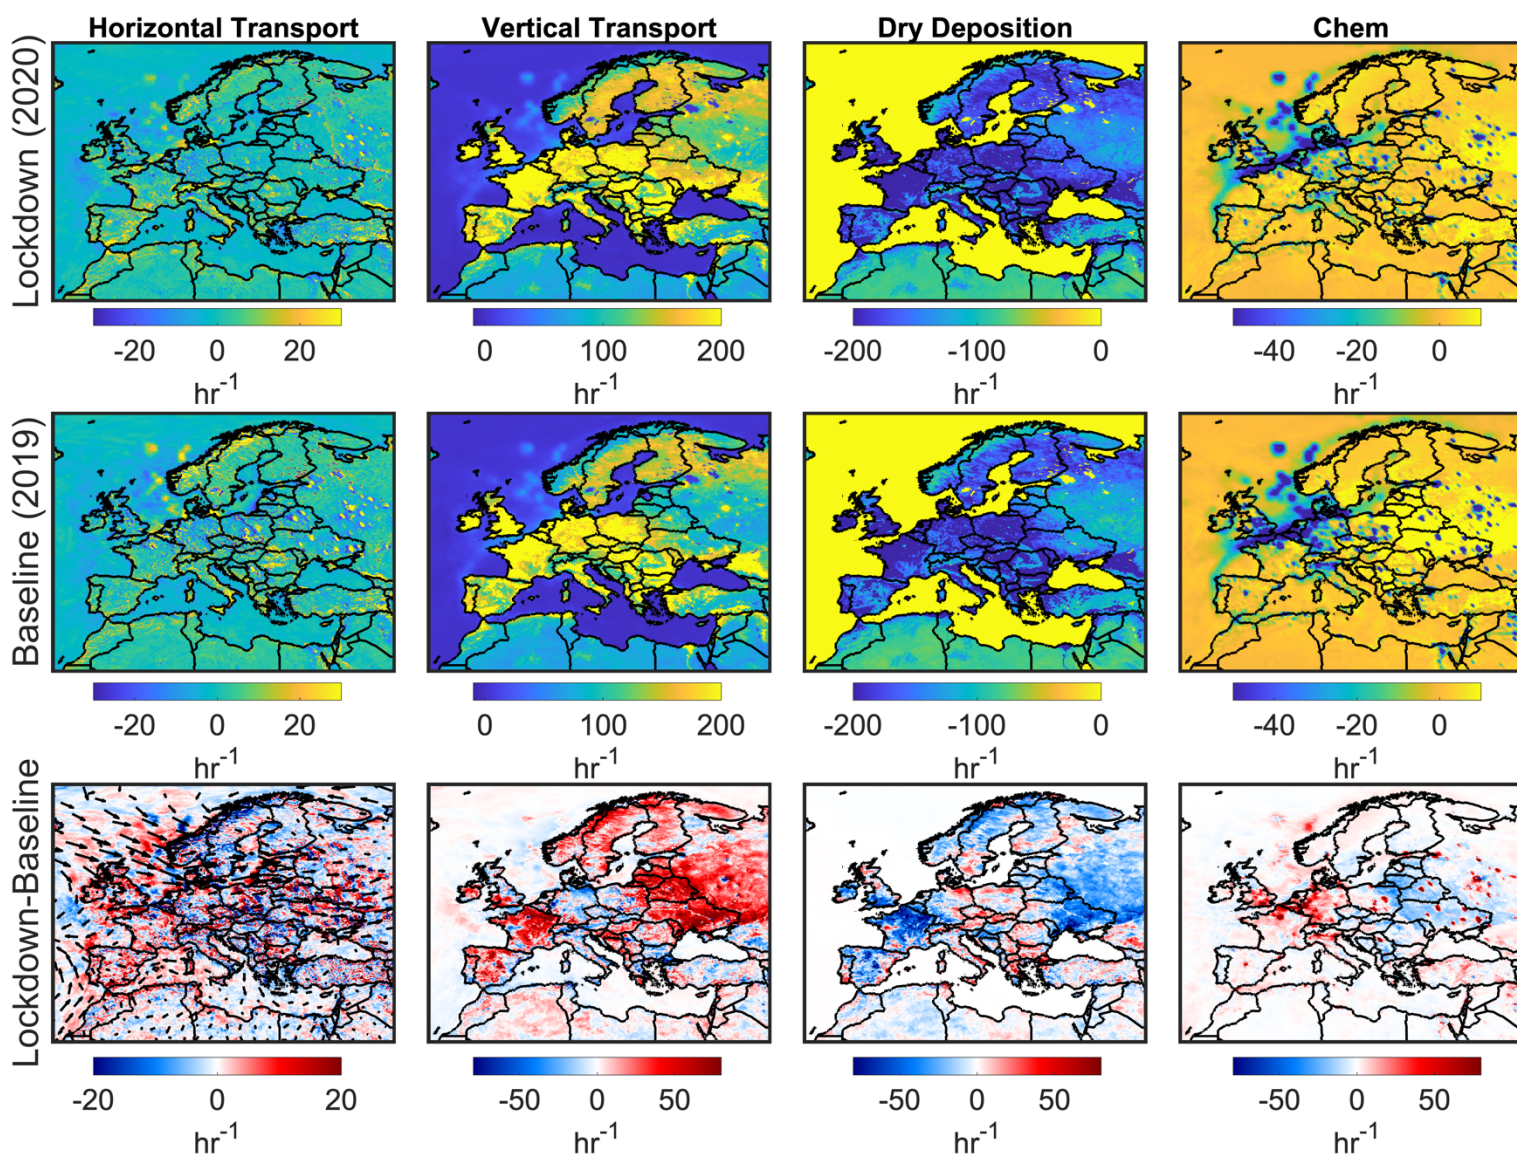 Horizontal Transport Vertical Transport Dry Deposition Chem
Lockdown (2020)
-20 0 20 0 100 200 -200 -100 0 -40 -20 0
hr-1 hr-1 hr-1 hr-1
Baseline (2019)
-20 0 20 0 100 200 -200 -100 0 -40 -20 0
hr-1 hr-1 hr-1 hr-1
Lockdown-Baseline
-20 -10 0 10 20 -50 0 50 -50 0 50 -50 0 50
hr-1 hr-1 hr-1 hr-1